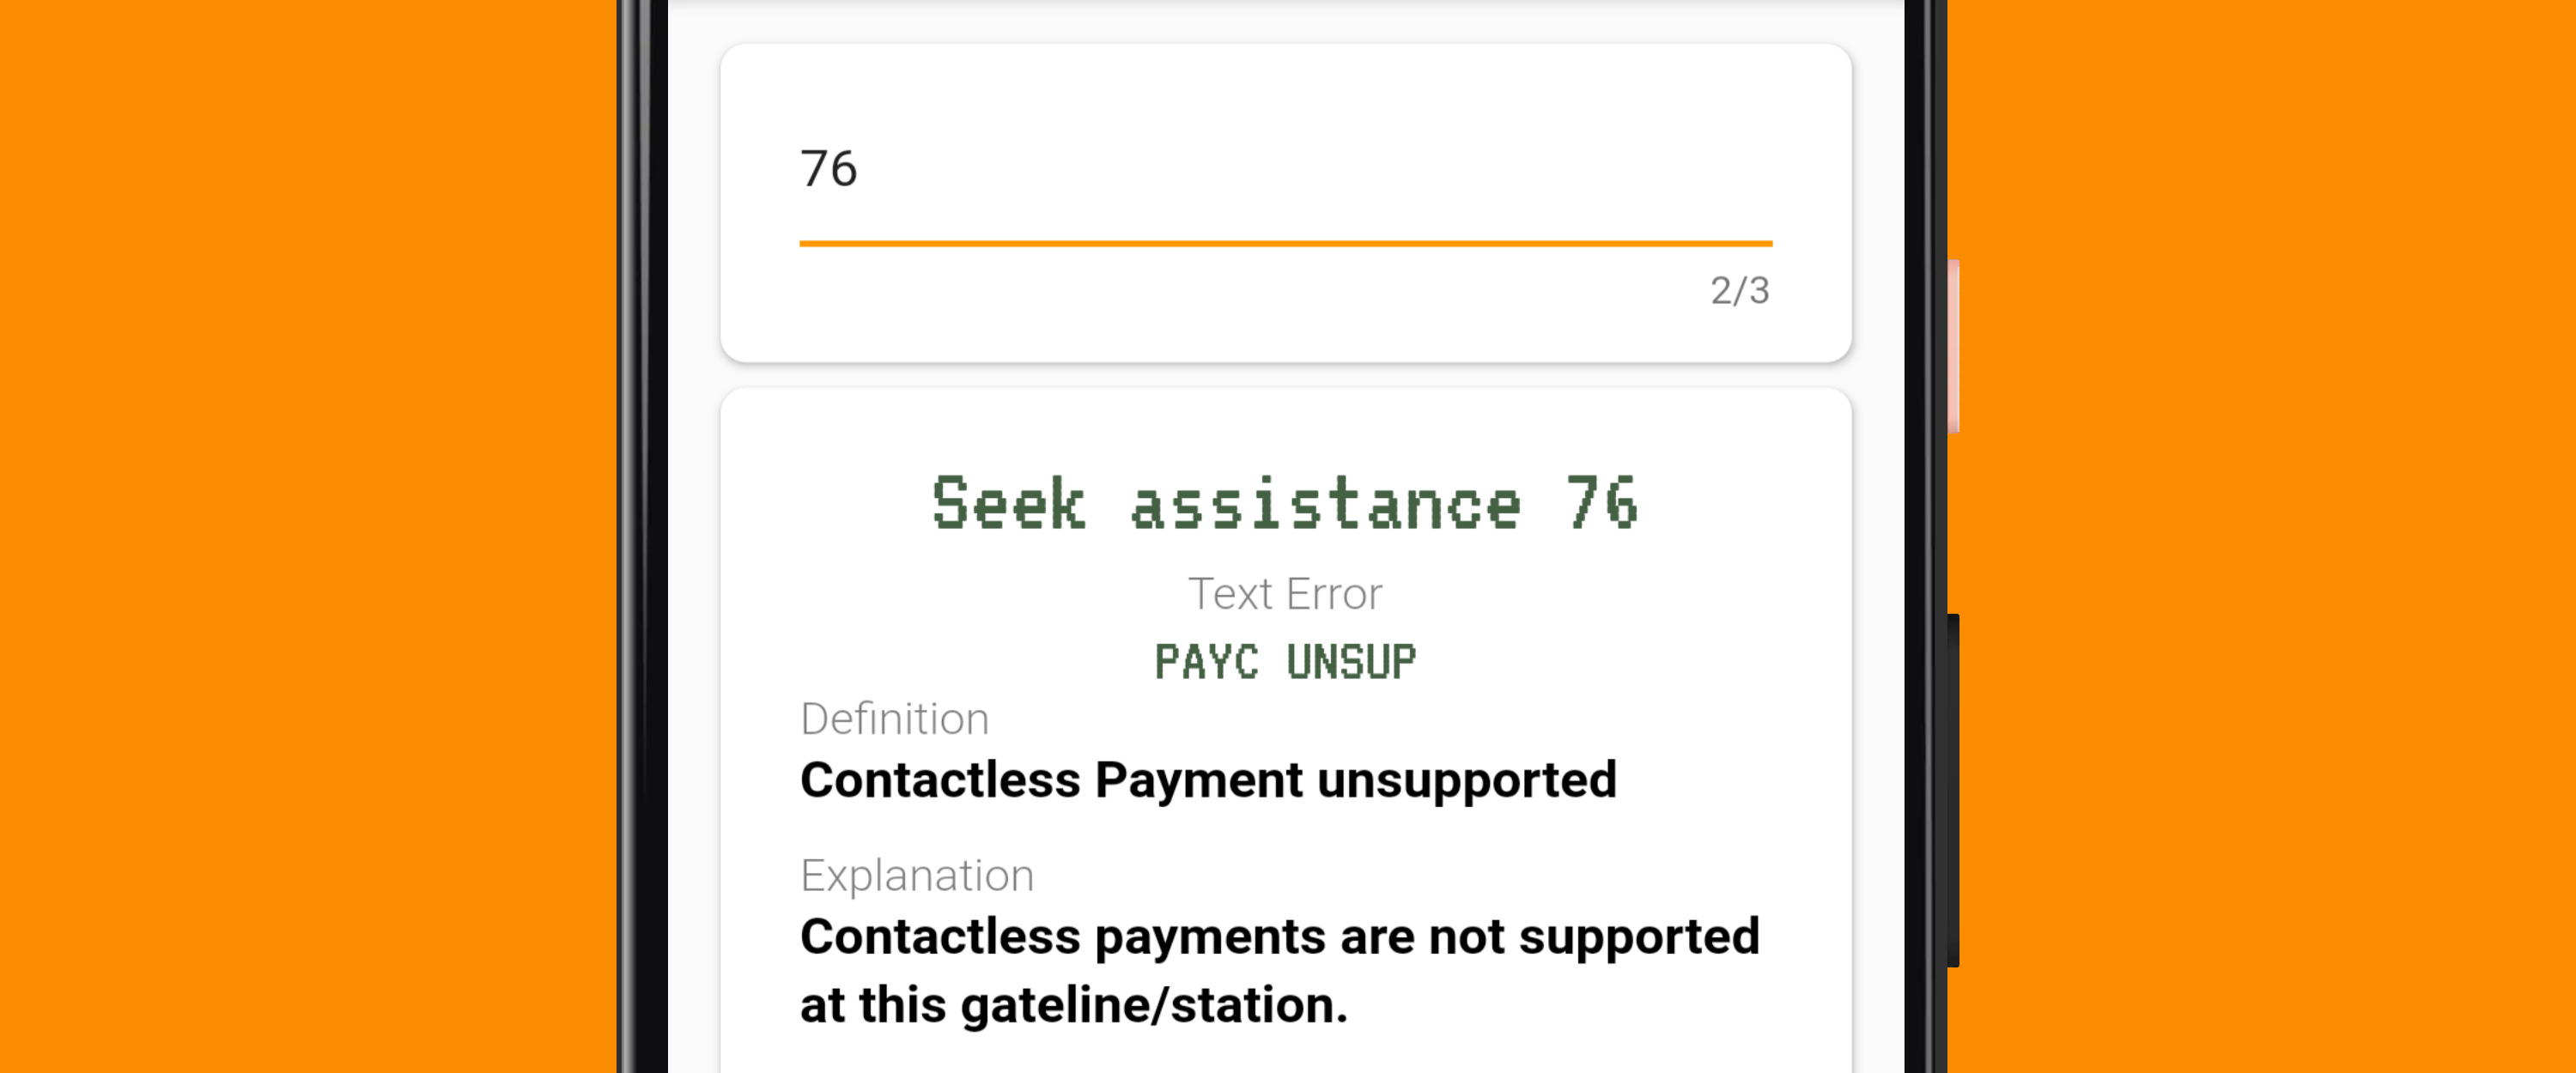 76
2/3
Seek assistance 76
Text Error
PAYC UNSUP
Definition
Contactless Payment unsupported
Explanation
Contactless payments are not supported
at this gateline/station.